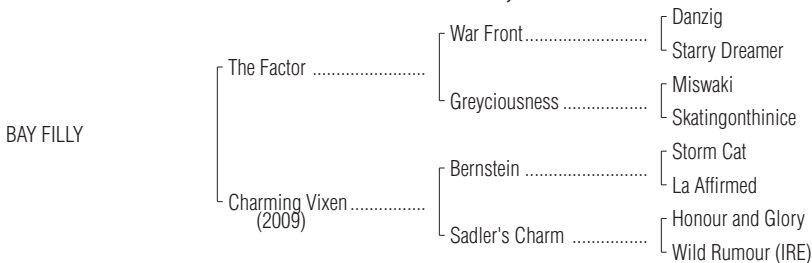 Danzig
War Front..........................
Starry Dreamer
The Factor ........................
Miswaki
Greyciousness ..................
Skatingonthinice
BAY FILLY
Storm Cat
Bernstein ..........................
La Affirmed
Charming Vixen................
(2009)
Honour and Glory
Sadler's Charm ................
Wild Rumour (IRE)